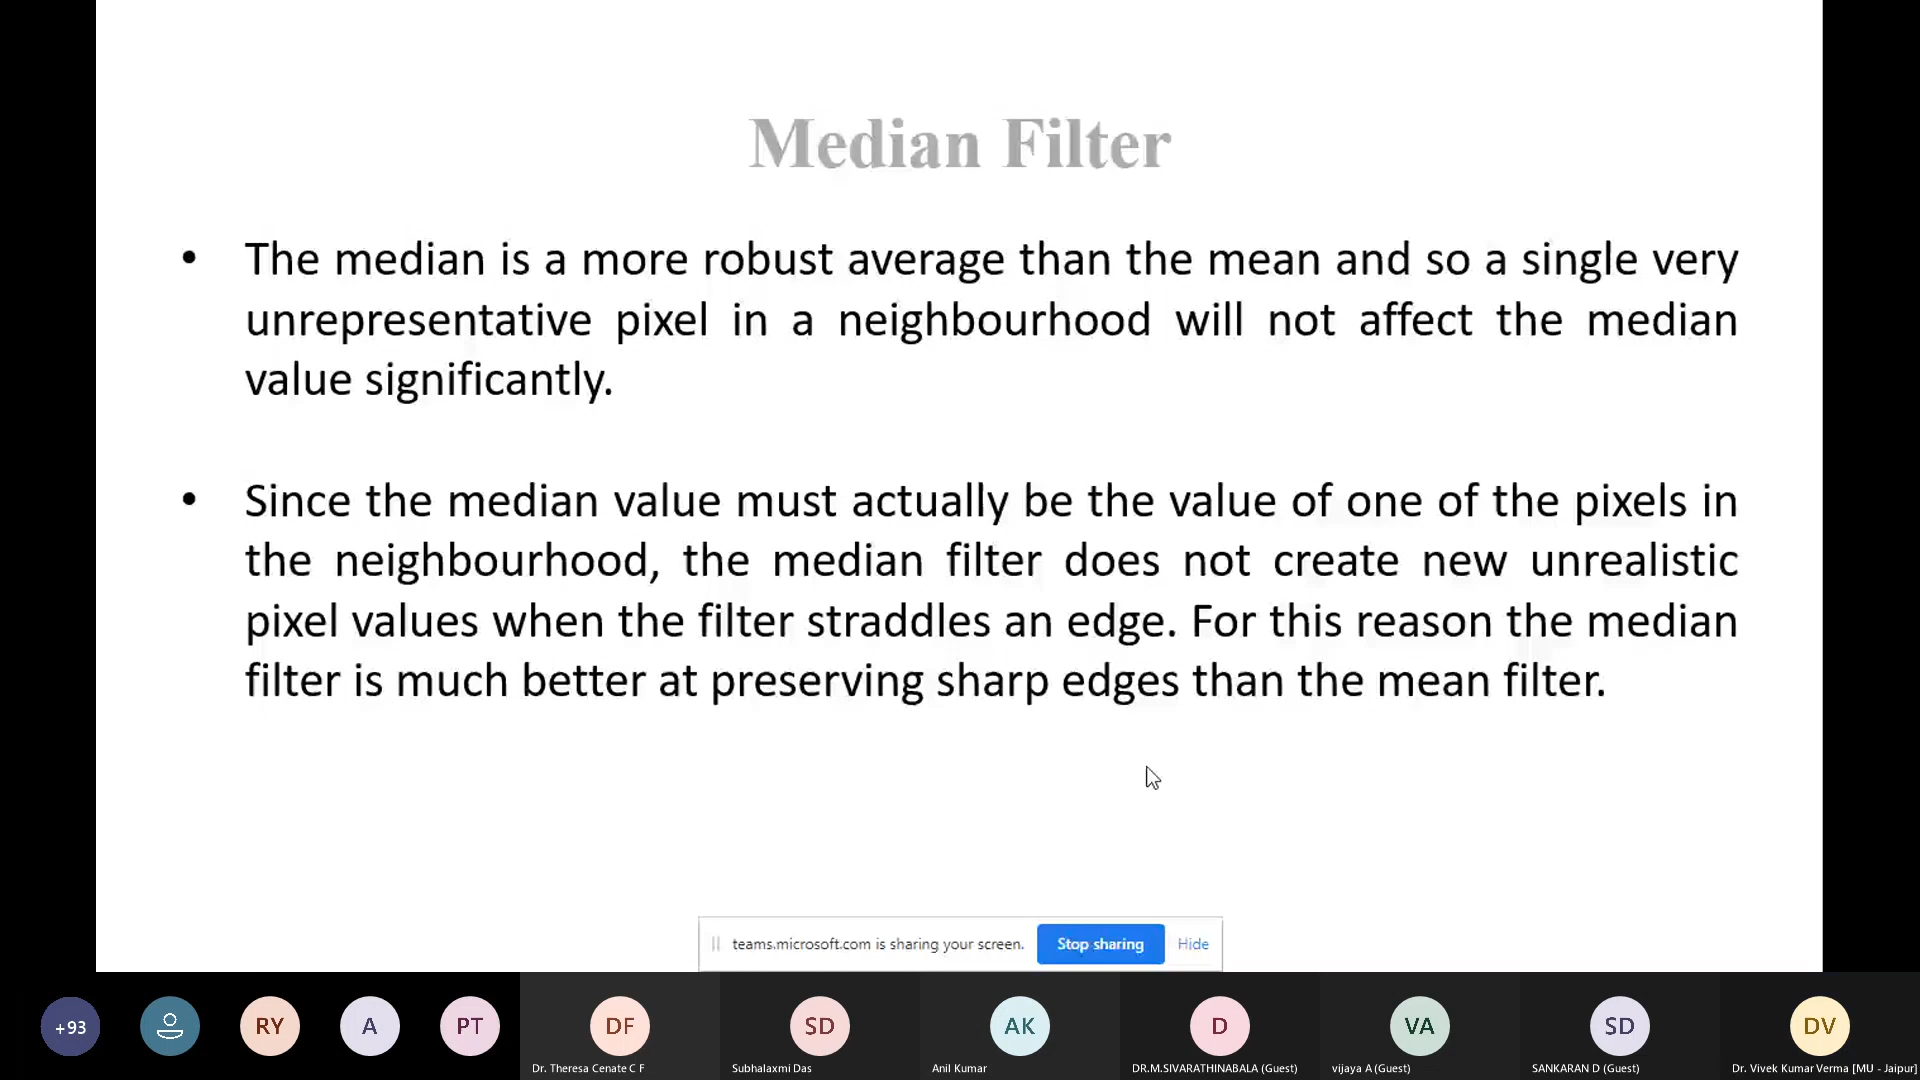 Median Filter
• The median is a more robust average than the mean and so a single very
unrepresentative pixel in a neighbourhood will not affect the median
value significantly.
• Since the median value must actually be the value of one of the pixels in
the neighbourhood, the median filter does not create new unrealistic
pixel values when the filter straddles an edge. For this reason the median
filter is much better at preserving sharp edges than the mean filter.
teams.microsoft.com is sharing your screen. Stop sharing Hide
+93 RY A PT DF SD AK D VA SD DV
Dr. Theresa Cenate C F Subhalaxmi Das Anil Kumar DR.M.SIVARATHINABALA (Guest) vijaya A (Guest) SANKARAN D (Guest) Dr. Vivek Kumar Verma [MU - Jaipur]